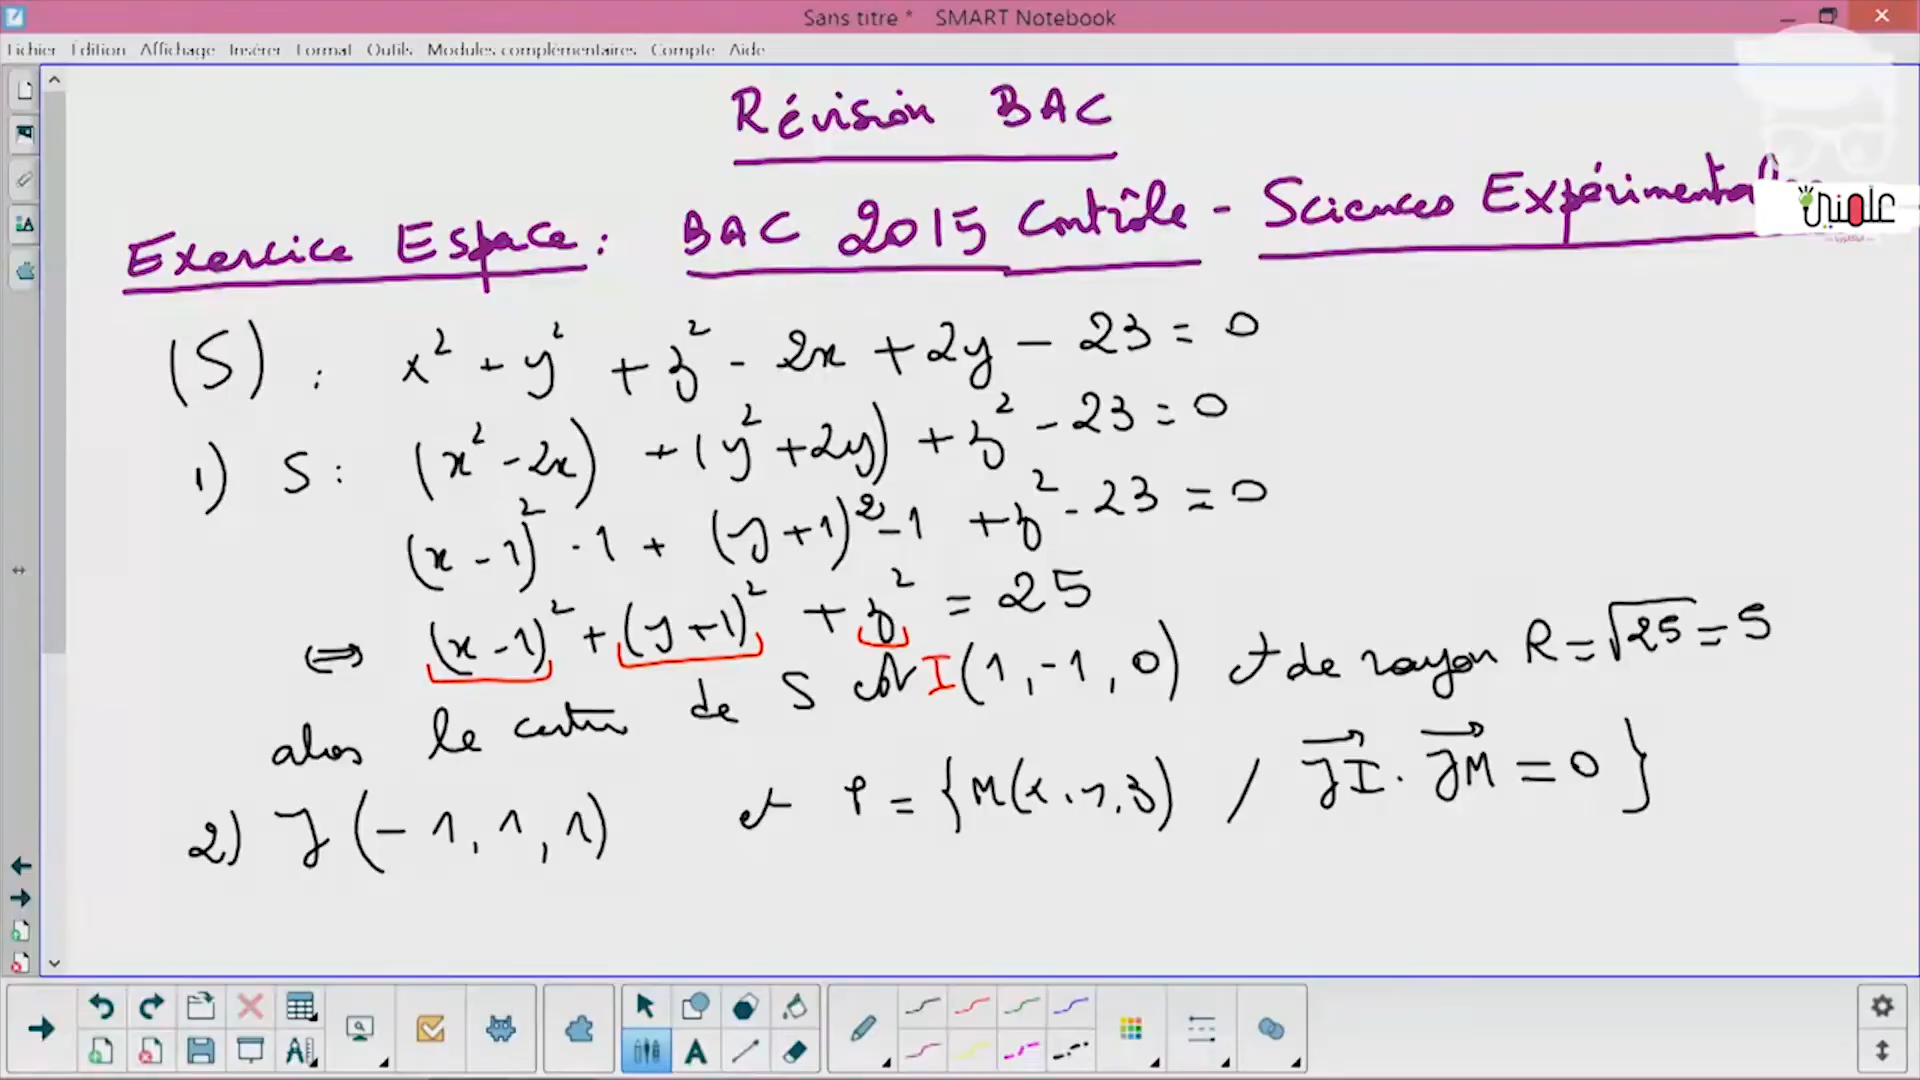 Sans titre * SMART Notebook
Fichier Édition Affichage Insérer Format Outils Modules complémentaires Compte Aide
Révision BAC
Exercice Espace : BAC 2015 Contrôle - Sciences Expérimental
علمني
(S) : x² + y² + z² - 2x + 2y - 23 = 0
1) S : (x² - 2x) + (y² + 2y) + z² - 23 = 0
(x - 1)² - 1 + (y + 1)² - 1 + z² - 23 = 0
⇔ (x - 1)² + (y + 1)² + z² = 25
alors le centre de S est I(1, -1, 0) et de rayon R = √25 = 5
2) J(-1, 1, 1) et P = {M(x, y, z) / JI⃗ . JM⃗ = 0}